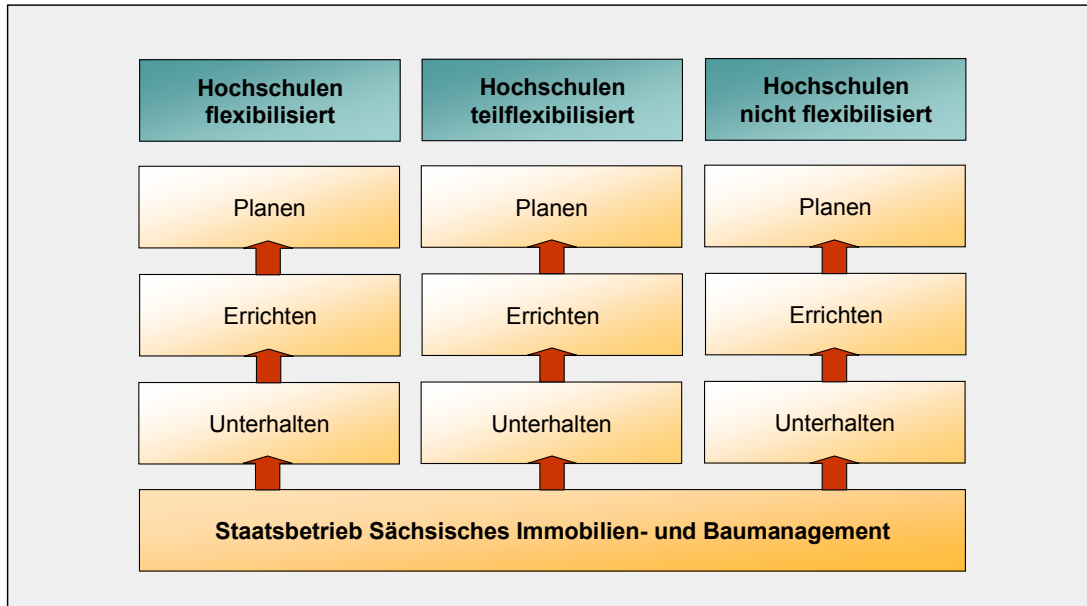 Hochschulen
flexibilisiert
Hochschulen
teilflexibilisiert
Hochschulen
nicht flexibilisiert
Planen
Planen
Planen
Errichten
Errichten
Errichten
Unterhalten
Unterhalten
Unterhalten
Staatsbetrieb Sächsisches Immobilien- und Baumanagement